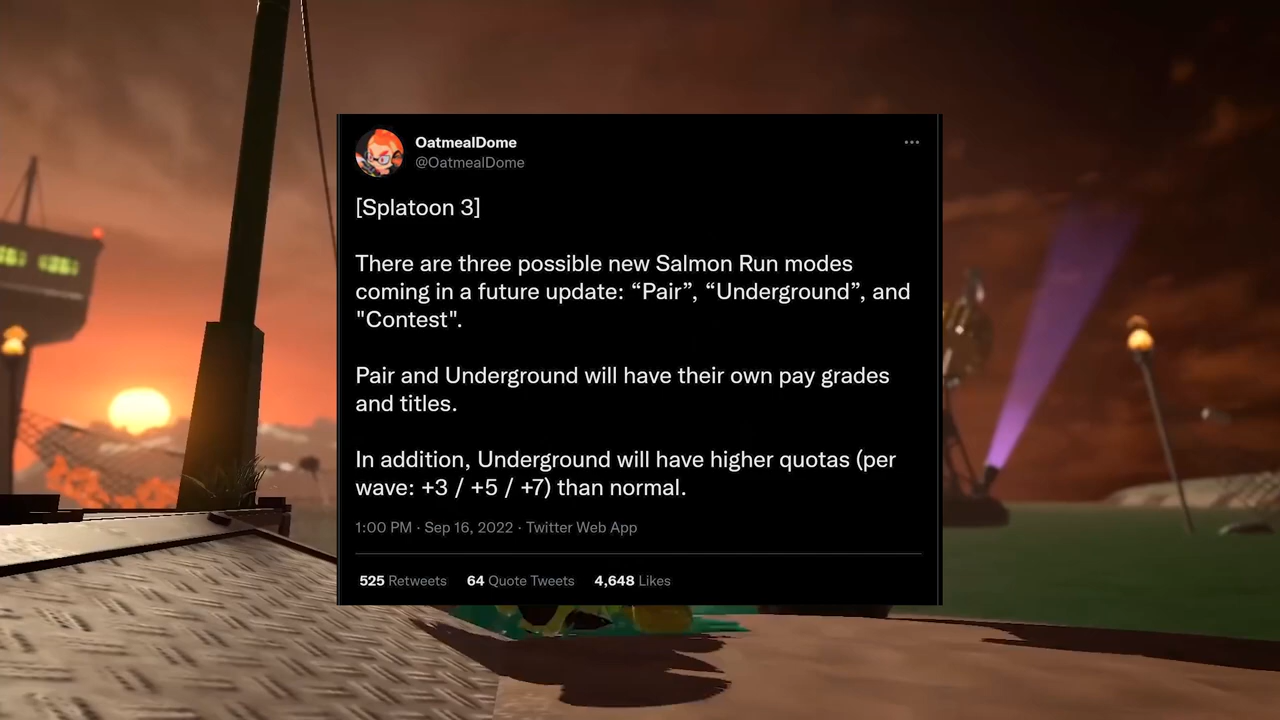 OatmealDome
@OatmealDome
[Splatoon 3]
There are three possible new Salmon Run modes
coming in a future update: “Pair”, “Underground”, and
"Contest".
Pair and Underground will have their own pay grades
and titles.
In addition, Underground will have higher quotas (per
wave: +3 / +5 / +7) than normal.
1:00 PM · Sep 16, 2022 · Twitter Web App
525 Retweets 64 Quote Tweets 4,648 Likes